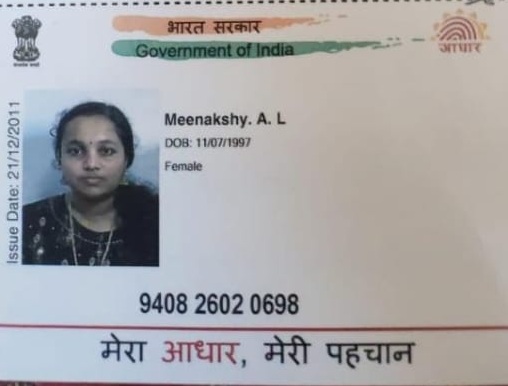 भारत सरकार
Government of India
आधार
Issue Date: 21/12/2011
Meenakshy. A. L
DOB: 11/07/1997
Female
9408 2602 0698
मेरा आधार, मेरी पहचान